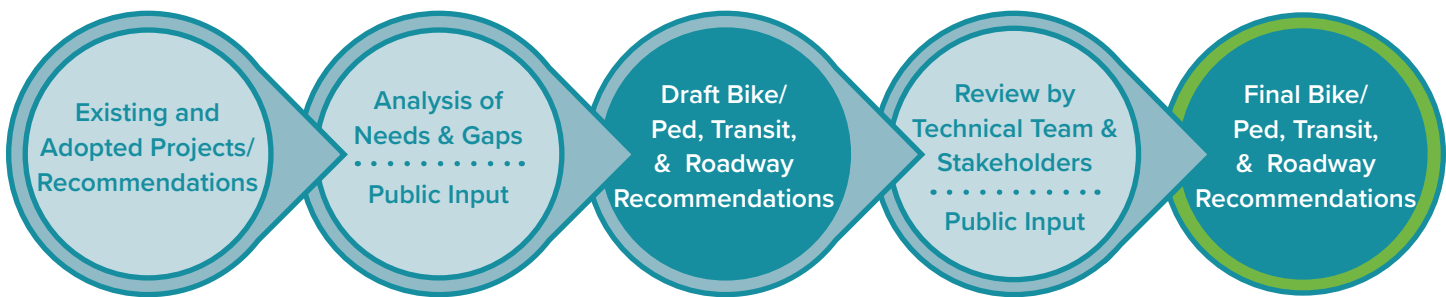 Existing and
Adopted Projects/
Recommendations
Analysis of
Needs & Gaps
Public Input
Draft Bike/
Ped, Transit,
& Roadway
Recommendations
Review by
Technical Team &
Stakeholders
Public Input
Final Bike/
Ped, Transit,
& Roadway
Recommendations